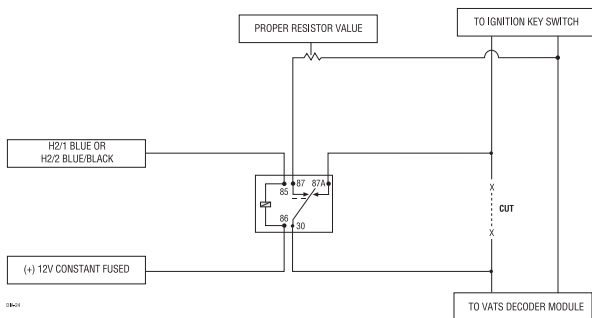 PROPER RESISTOR VALUE
TO IGNITION KEY SWITCH
H2/1 BLUE OR
H2/2 BLUE/BLACK
87 87A
85
X
CUT
86
30
X
(+) 12V CONSTANT FUSED
TO VATS DECODER MODULE